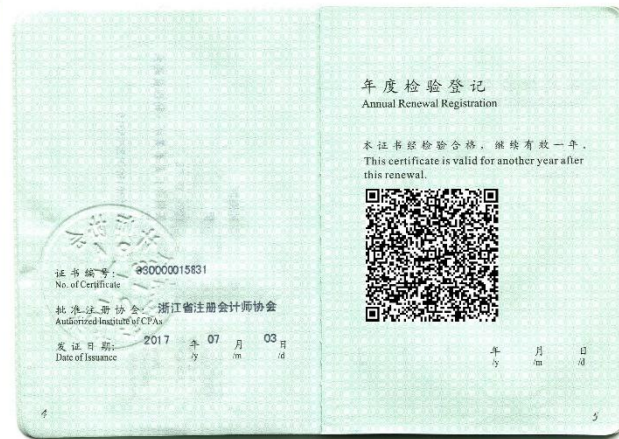 证书编号: 330000015831
No. of Certificate
批准注册协会: 浙江省注册会计师协会
Authorized Institute of CPAs
发证日期: 2017 年 07 月 03 日
Date of Issuance /y /m /d
4
年度检验登记
Annual Renewal Registration
本证书经检验合格，继续有效一年。
This certificate is valid for another year after
this renewal.
年 月 日
/y /m /d
5